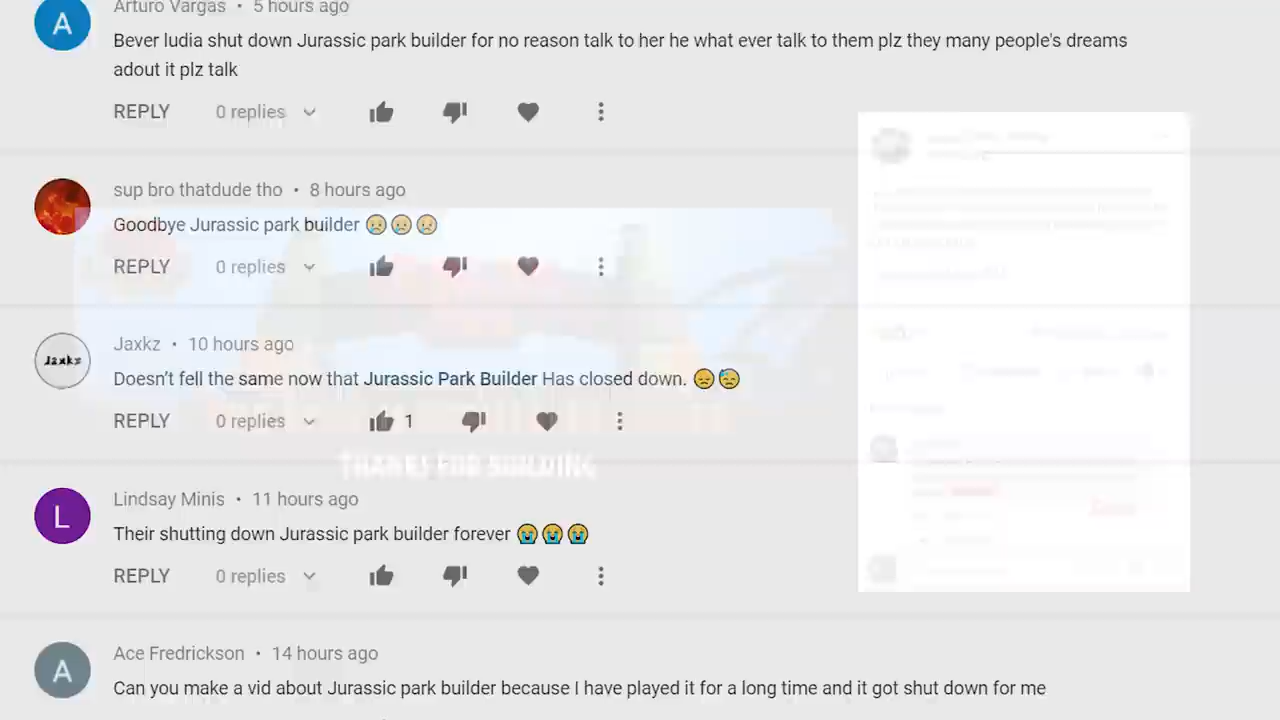 Arturo Vargas • 5 hours ago
Bever ludia shut down Jurassic park builder for no reason talk to her he what ever talk to them plz they many people's dreams
adout it plz talk
A
REPLY 0 replies
sup bro thatdude tho • 8 hours ago
Goodbye Jurassic park builder 😢😢😢
REPLY 0 replies
Jaxkz • 10 hours ago
Jaxkz
Doesn’t fell the same now that Jurassic Park Builder Has closed down. 😞😓
REPLY 0 replies 1
THANKS FOR BUILDING
Lindsay Minis • 11 hours ago
L
Their shutting down Jurassic park builder forever 😭😭😭
REPLY 0 replies
Ace Fredrickson • 14 hours ago
A
Can you make a vid about Jurassic park builder because I have played it for a long time and it got shut down for me